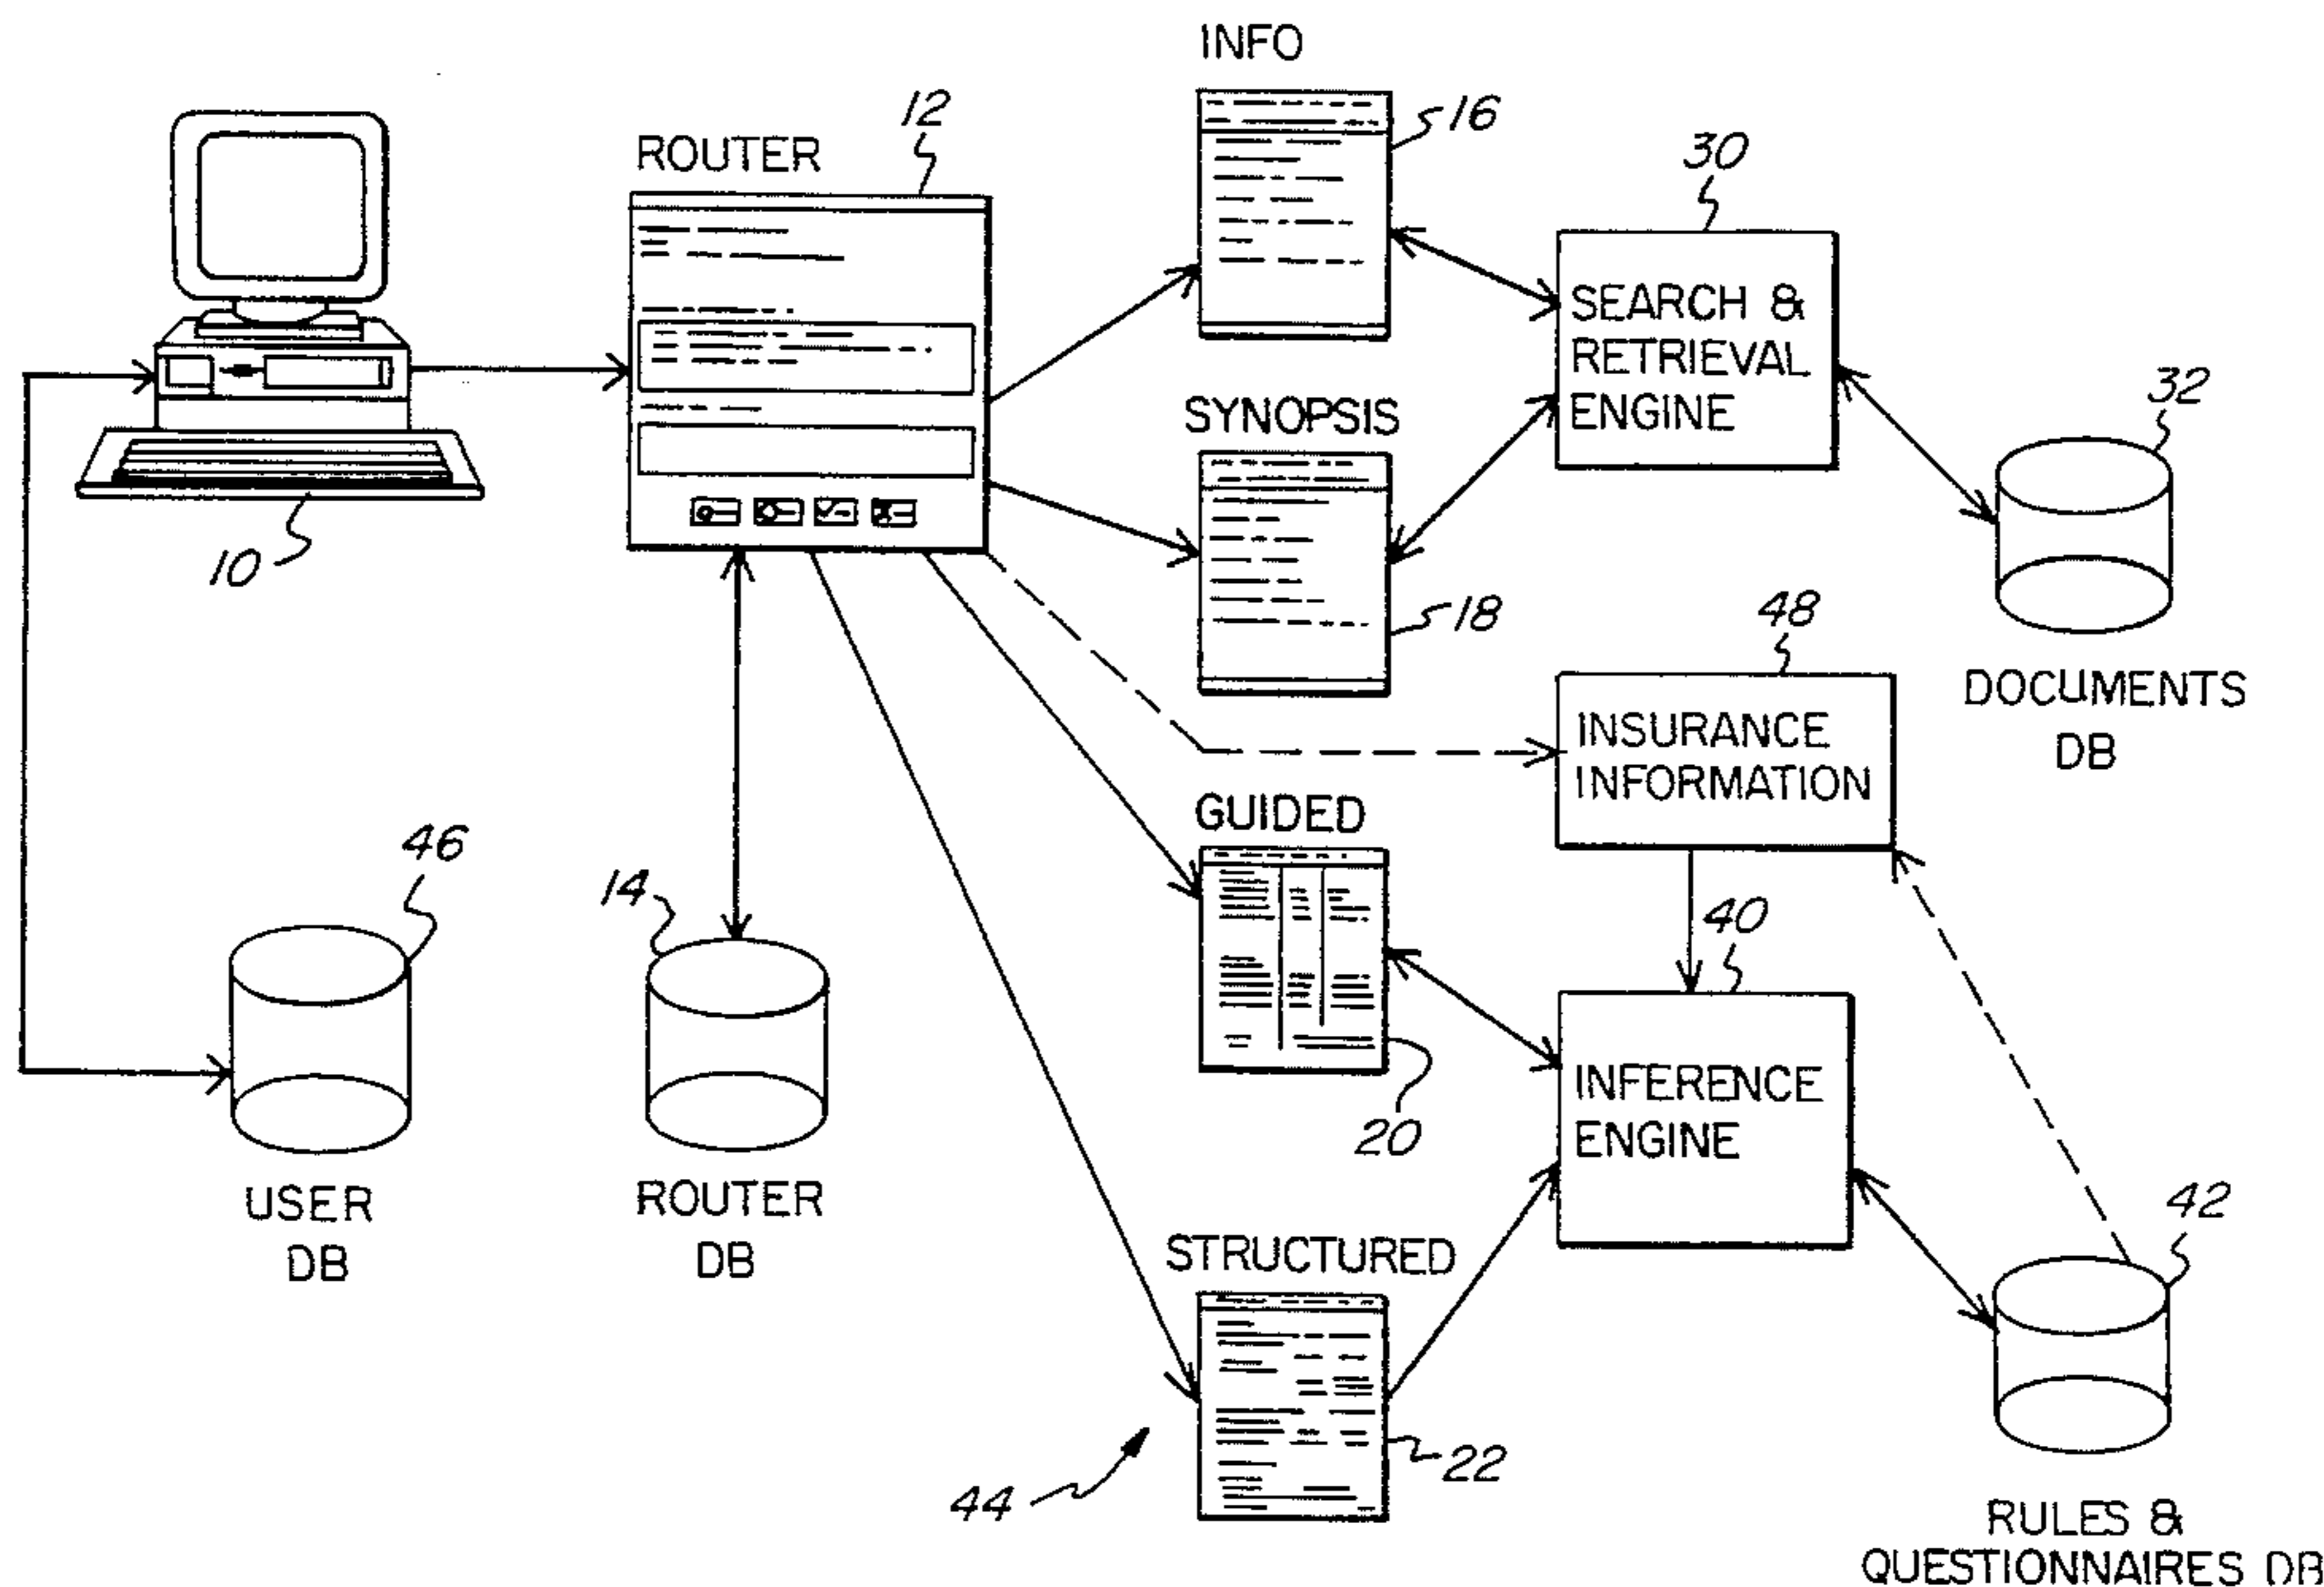 INFO
12
16
ROUTER
30
SEARCH &
RETRIEVAL
ENGINE
32
SYNOPSIS
10
18
48
DOCUMENTS
DB
INSURANCE
INFORMATION
GUIDED
46
14
40
INFERENCE
ENGINE
20
USER
DB
ROUTER
DB
42
STRUCTURED
22
44
RULES &
QUESTIONNAIRES DB